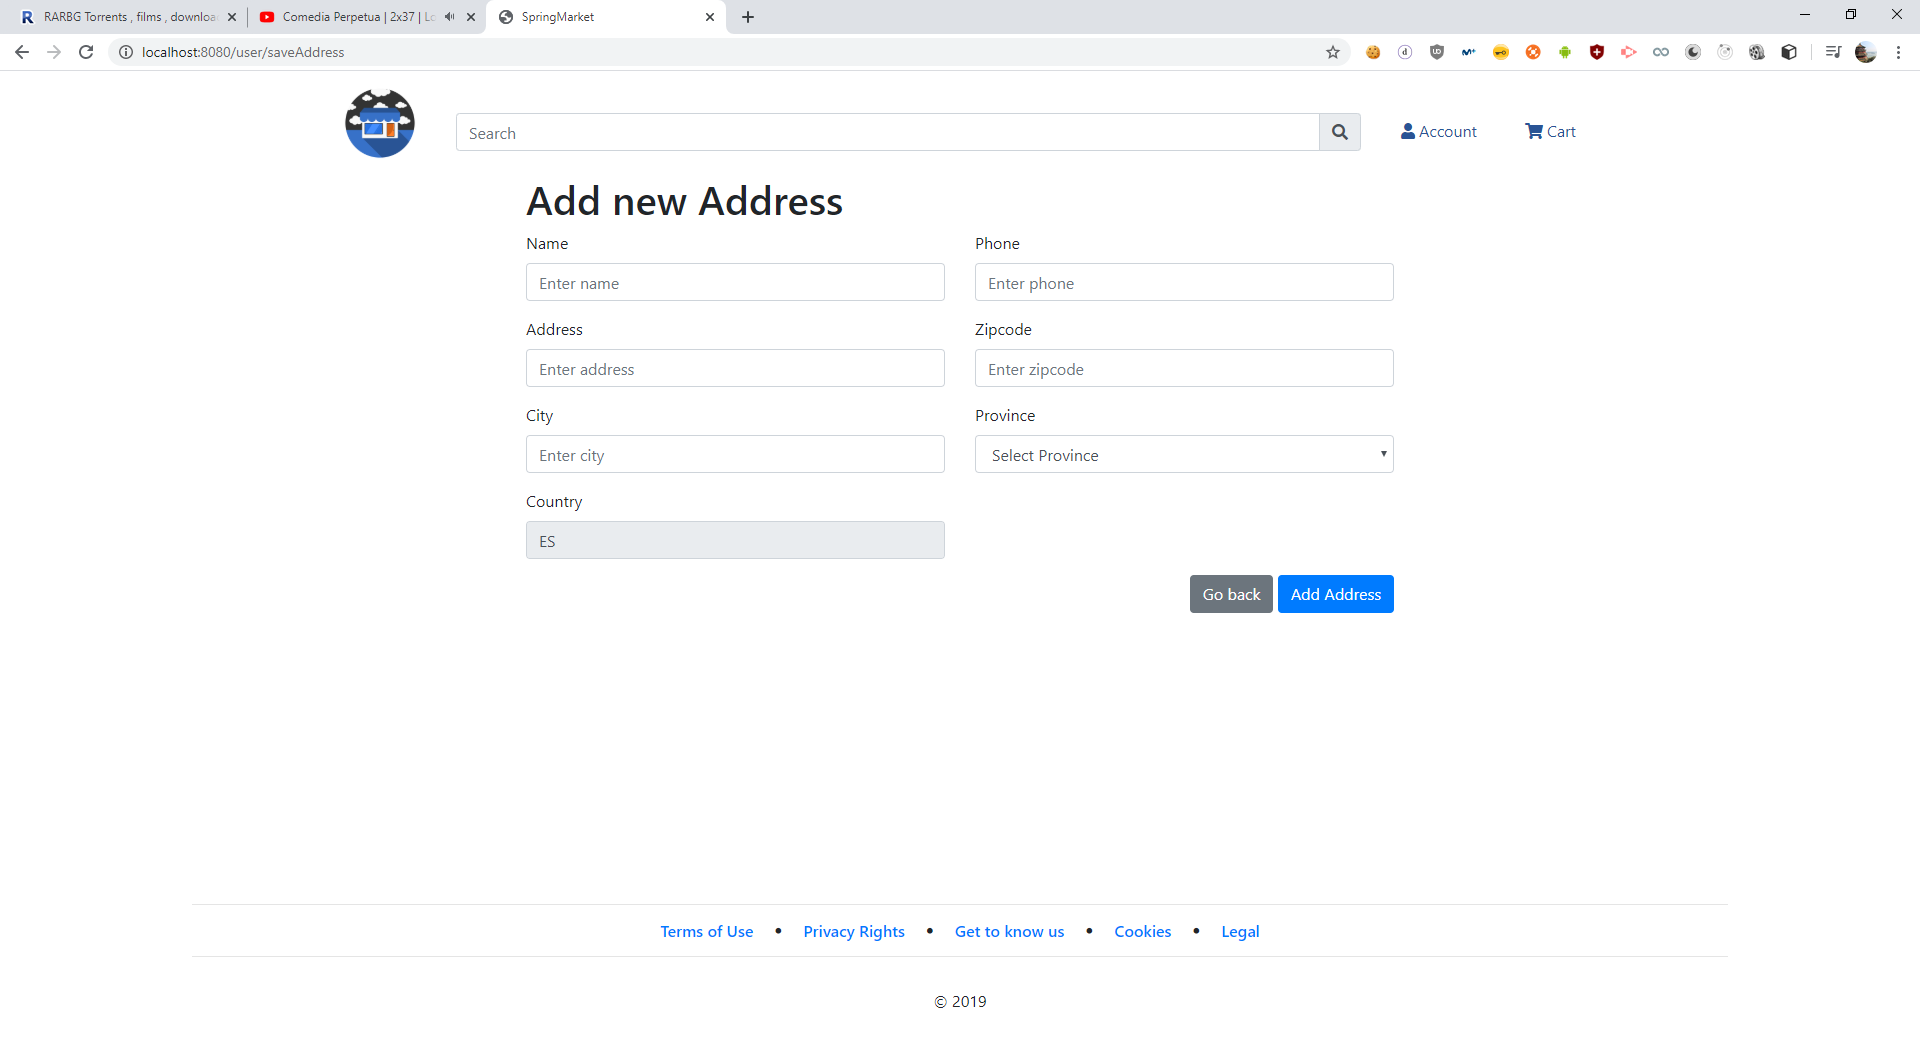 RARBG Torrents , films , downloa
Comedia Perpetua | 2x37 | Lo
SpringMarket
localhost:8080/user/saveAddress
Search
Account
Cart
Add new Address
Name
Phone
Enter name
Enter phone
Address
Zipcode
Enter address
Enter zipcode
City
Province
Enter city
Select Province
Country
ES
Go back
Add Address
Terms of Use • Privacy Rights • Get to know us • Cookies • Legal
© 2019